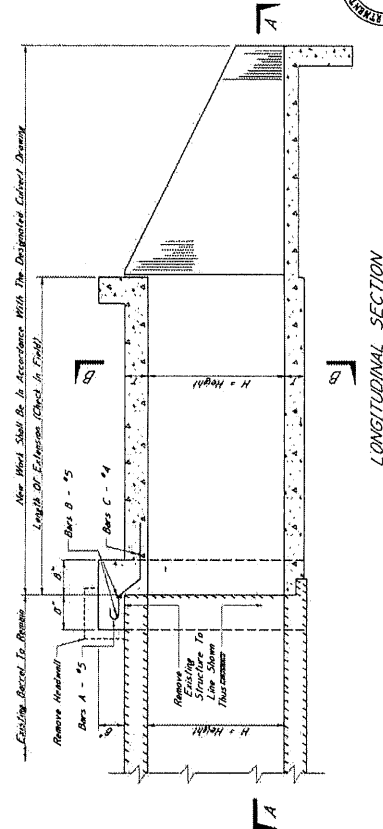 New Work Shall Be In Accordance With The Designated Culvert Drawing
Existing Barrel To Remain
Length Of Extension (Check In Field)
Remove Headwall
Bars A - #5
Bars B - #5
Bars C - #4
8"
H = Height
H = Height
T
T
Remove
Existing
Structure To
Line Shown
Thus
A
A
B
B
LONGITUDINAL SECTION